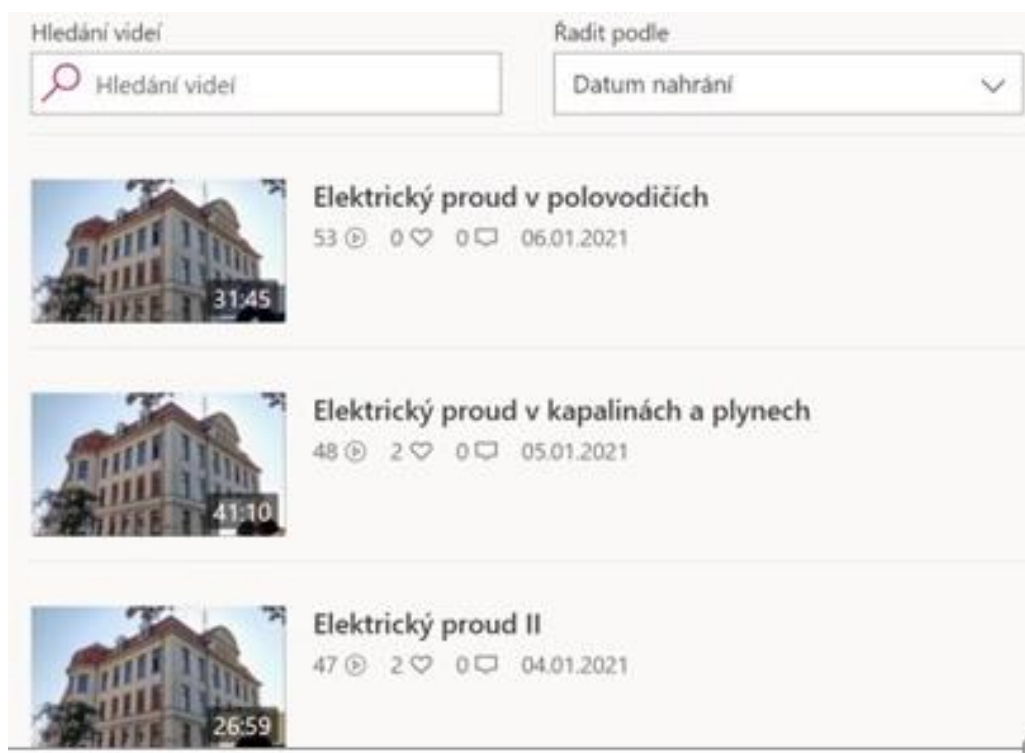 Hledání videí
Řadit podle
Hledání videí
Datum nahrání
Elektrický proud v polovodičích
53 0 0 06.01.2021
31:45
Elektrický proud v kapalinách a plynech
48 2 0 05.01.2021
41:10
Elektrický proud II
47 2 0 04.01.2021
26:59